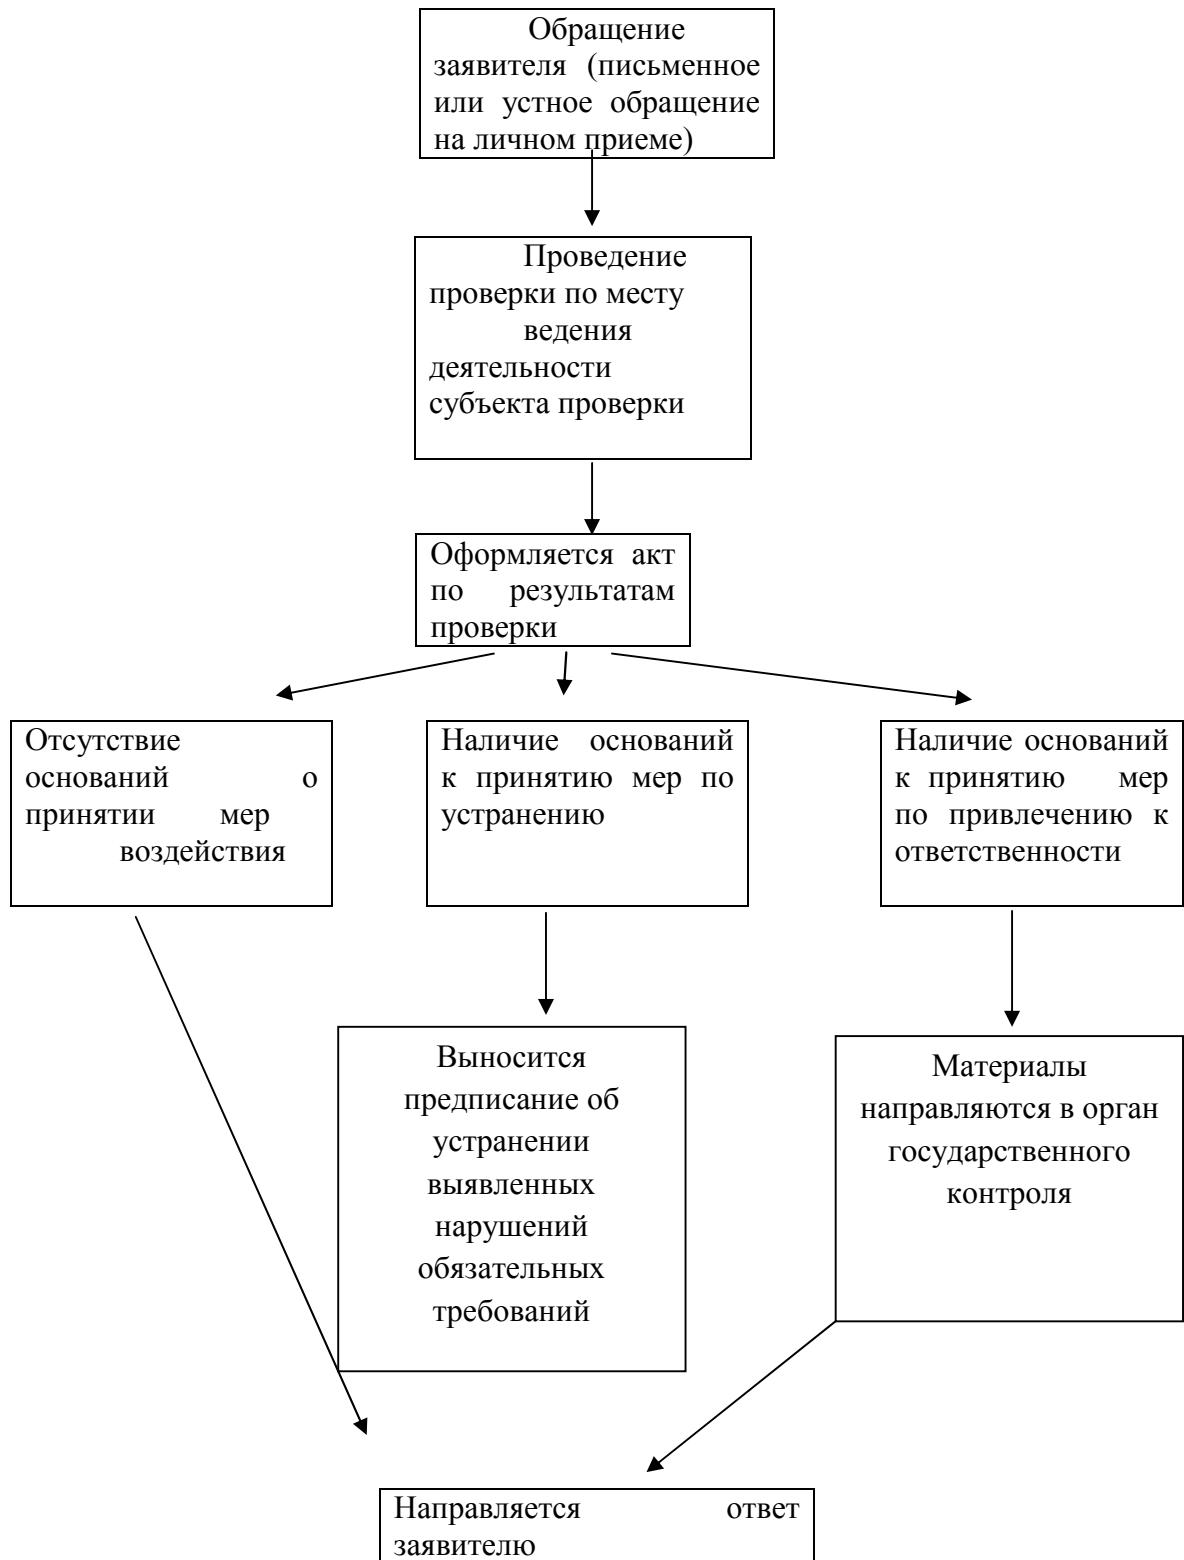 Обращение
заявителя (письменное
или устное обращение
на личном приеме)
Проведение
проверки по месту
ведения
деятельности
субъекта проверки
Оформляется акт
по результатам
проверки
Отсутствие
оснований о
принятии мер
воздействия
Наличие оснований
к принятию мер по
устранению
Наличие оснований
к принятию мер
по привлечению к
ответственности
Выносится
предписание об
устранении
выявленных
нарушений
обязательных
требований
Материалы
направляются в орган
государственного
контроля
Направляется ответ
заявителю